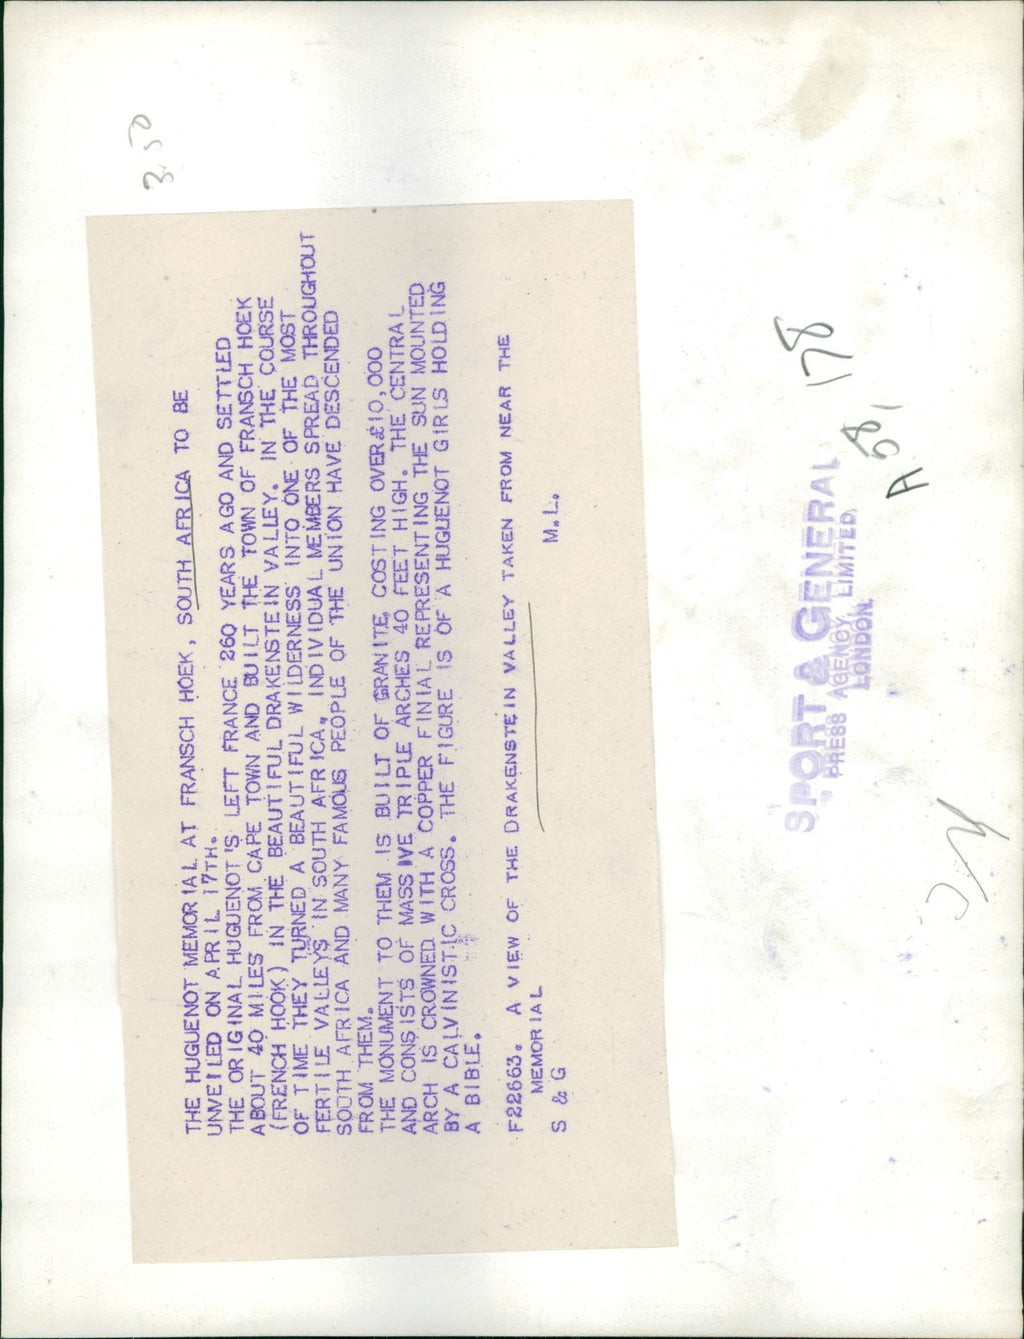 3.50
THE HUGUENOT MEMORIAL AT FRANSCH HOEK, SOUTH AFRICA TO BE
UNVEILED ON APRIL 17TH.
THE ORIGINAL HUGUENOT'S LEFT FRANCE 260 YEARS AGO AND SETTLED
ABOUT 40 MILES FROM CAPE TOWN AND BUILT THE TOWN OF FRANSCH HOEK
(FRENCH HOOK) IN THE BEAUTIFUL DRAKENSTEIN VALLEY. IN THE COURSE
OF TIME THEY TURNED A BEAUTIFUL WILDERNESS INTO ONE OF THE MOST
FERTILE VALLEYS IN SOUTH AFRICA, INDIVIDUAL MEMBERS SPREAD THROUGHOUT
SOUTH AFRICA AND MANY FAMOUS PEOPLE OF THE UNION HAVE DESCENDED
FROM THEM.
THE MONUMENT TO THEM IS BUILT OF GRANITE, COSTING OVER £10,000
AND CONSISTS OF MASSIVE TRIPLE ARCHES 40 FEET HIGH. THE CENTRAL
ARCH IS CROWNED WITH A COPPER FINIAL REPRESENTING THE SUN MOUNTED
BY A CALVINISTIC CROSS. THE FIGURE IS OF A HUGUENOT GIRLS HOLDING
A BIBLE.
F22663. A VIEW OF THE DRAKENSTEIN VALLEY TAKEN FROM NEAR THE
MEMORIAL
S & G M.L.
SPORT & GENERAL
PRESS AGENCY, LIMITED,
LONDON.
178
A 581